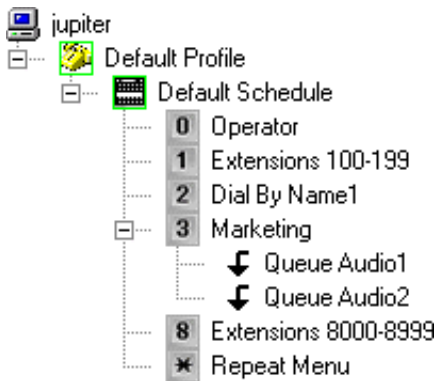 jupiter
Default Profile
Default Schedule
0 Operator
1 Extensions 100-199
2 Dial By Name1
3 Marketing
Queue Audio1
Queue Audio2
8 Extensions 8000-8999
* Repeat Menu